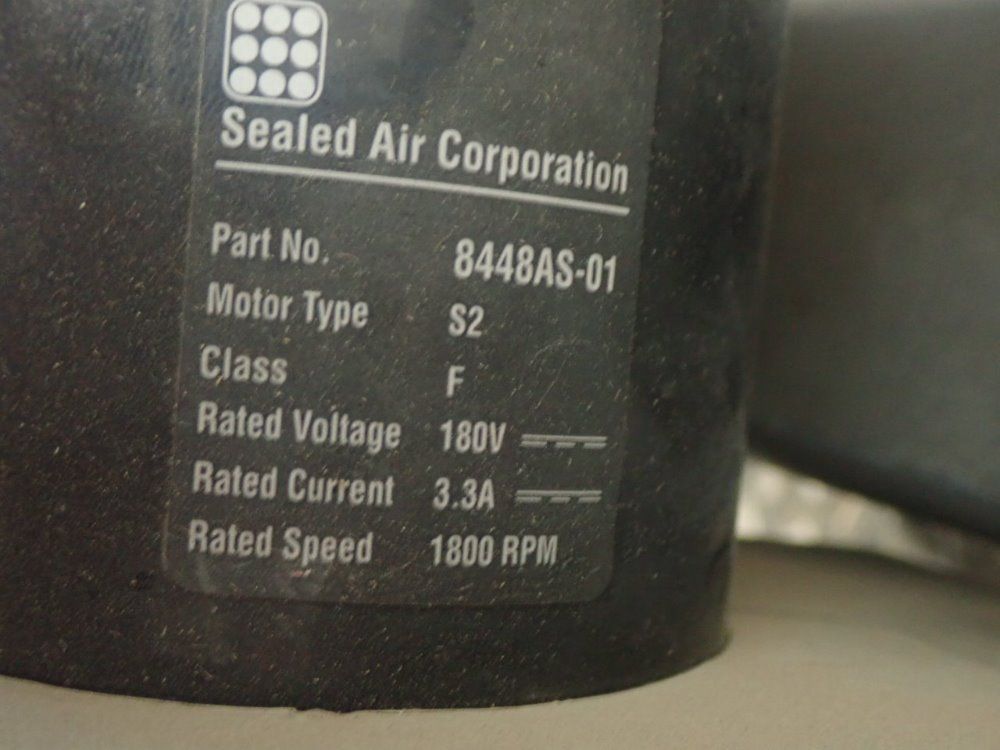 Sealed Air Corporation
Part No. 8448AS-01
Motor Type S2
Class F
Rated Voltage 180V
Rated Current 3.3A
Rated Speed 1800 RPM